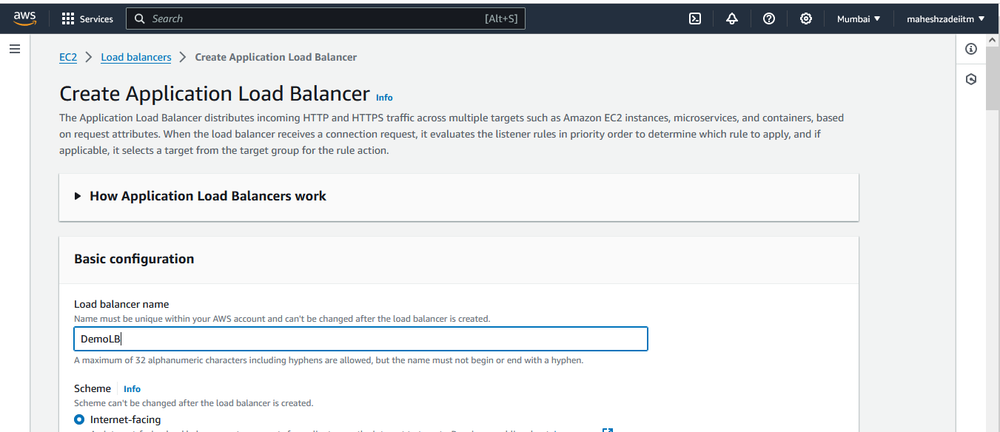 aws Services Search [Alt+S] Mumbai maheshzadeiitm
EC2 Load balancers Create Application Load Balancer
Create Application Load Balancer Info
The Application Load Balancer distributes incoming HTTP and HTTPS traffic across multiple targets such as Amazon EC2 instances, microservices, and containers, based
on request attributes. When the load balancer receives a connection request, it evaluates the listener rules in priority order to determine which rule to apply, and if
applicable, it selects a target from the target group for the rule action.
How Application Load Balancers work
Basic configuration
Load balancer name
Name must be unique within your AWS account and can't be changed after the load balancer is created.
DemoLB
A maximum of 32 alphanumeric characters including hyphens are allowed, but the name must not begin or end with a hyphen.
Scheme Info
Scheme can't be changed after the load balancer is created.
Internet-facing